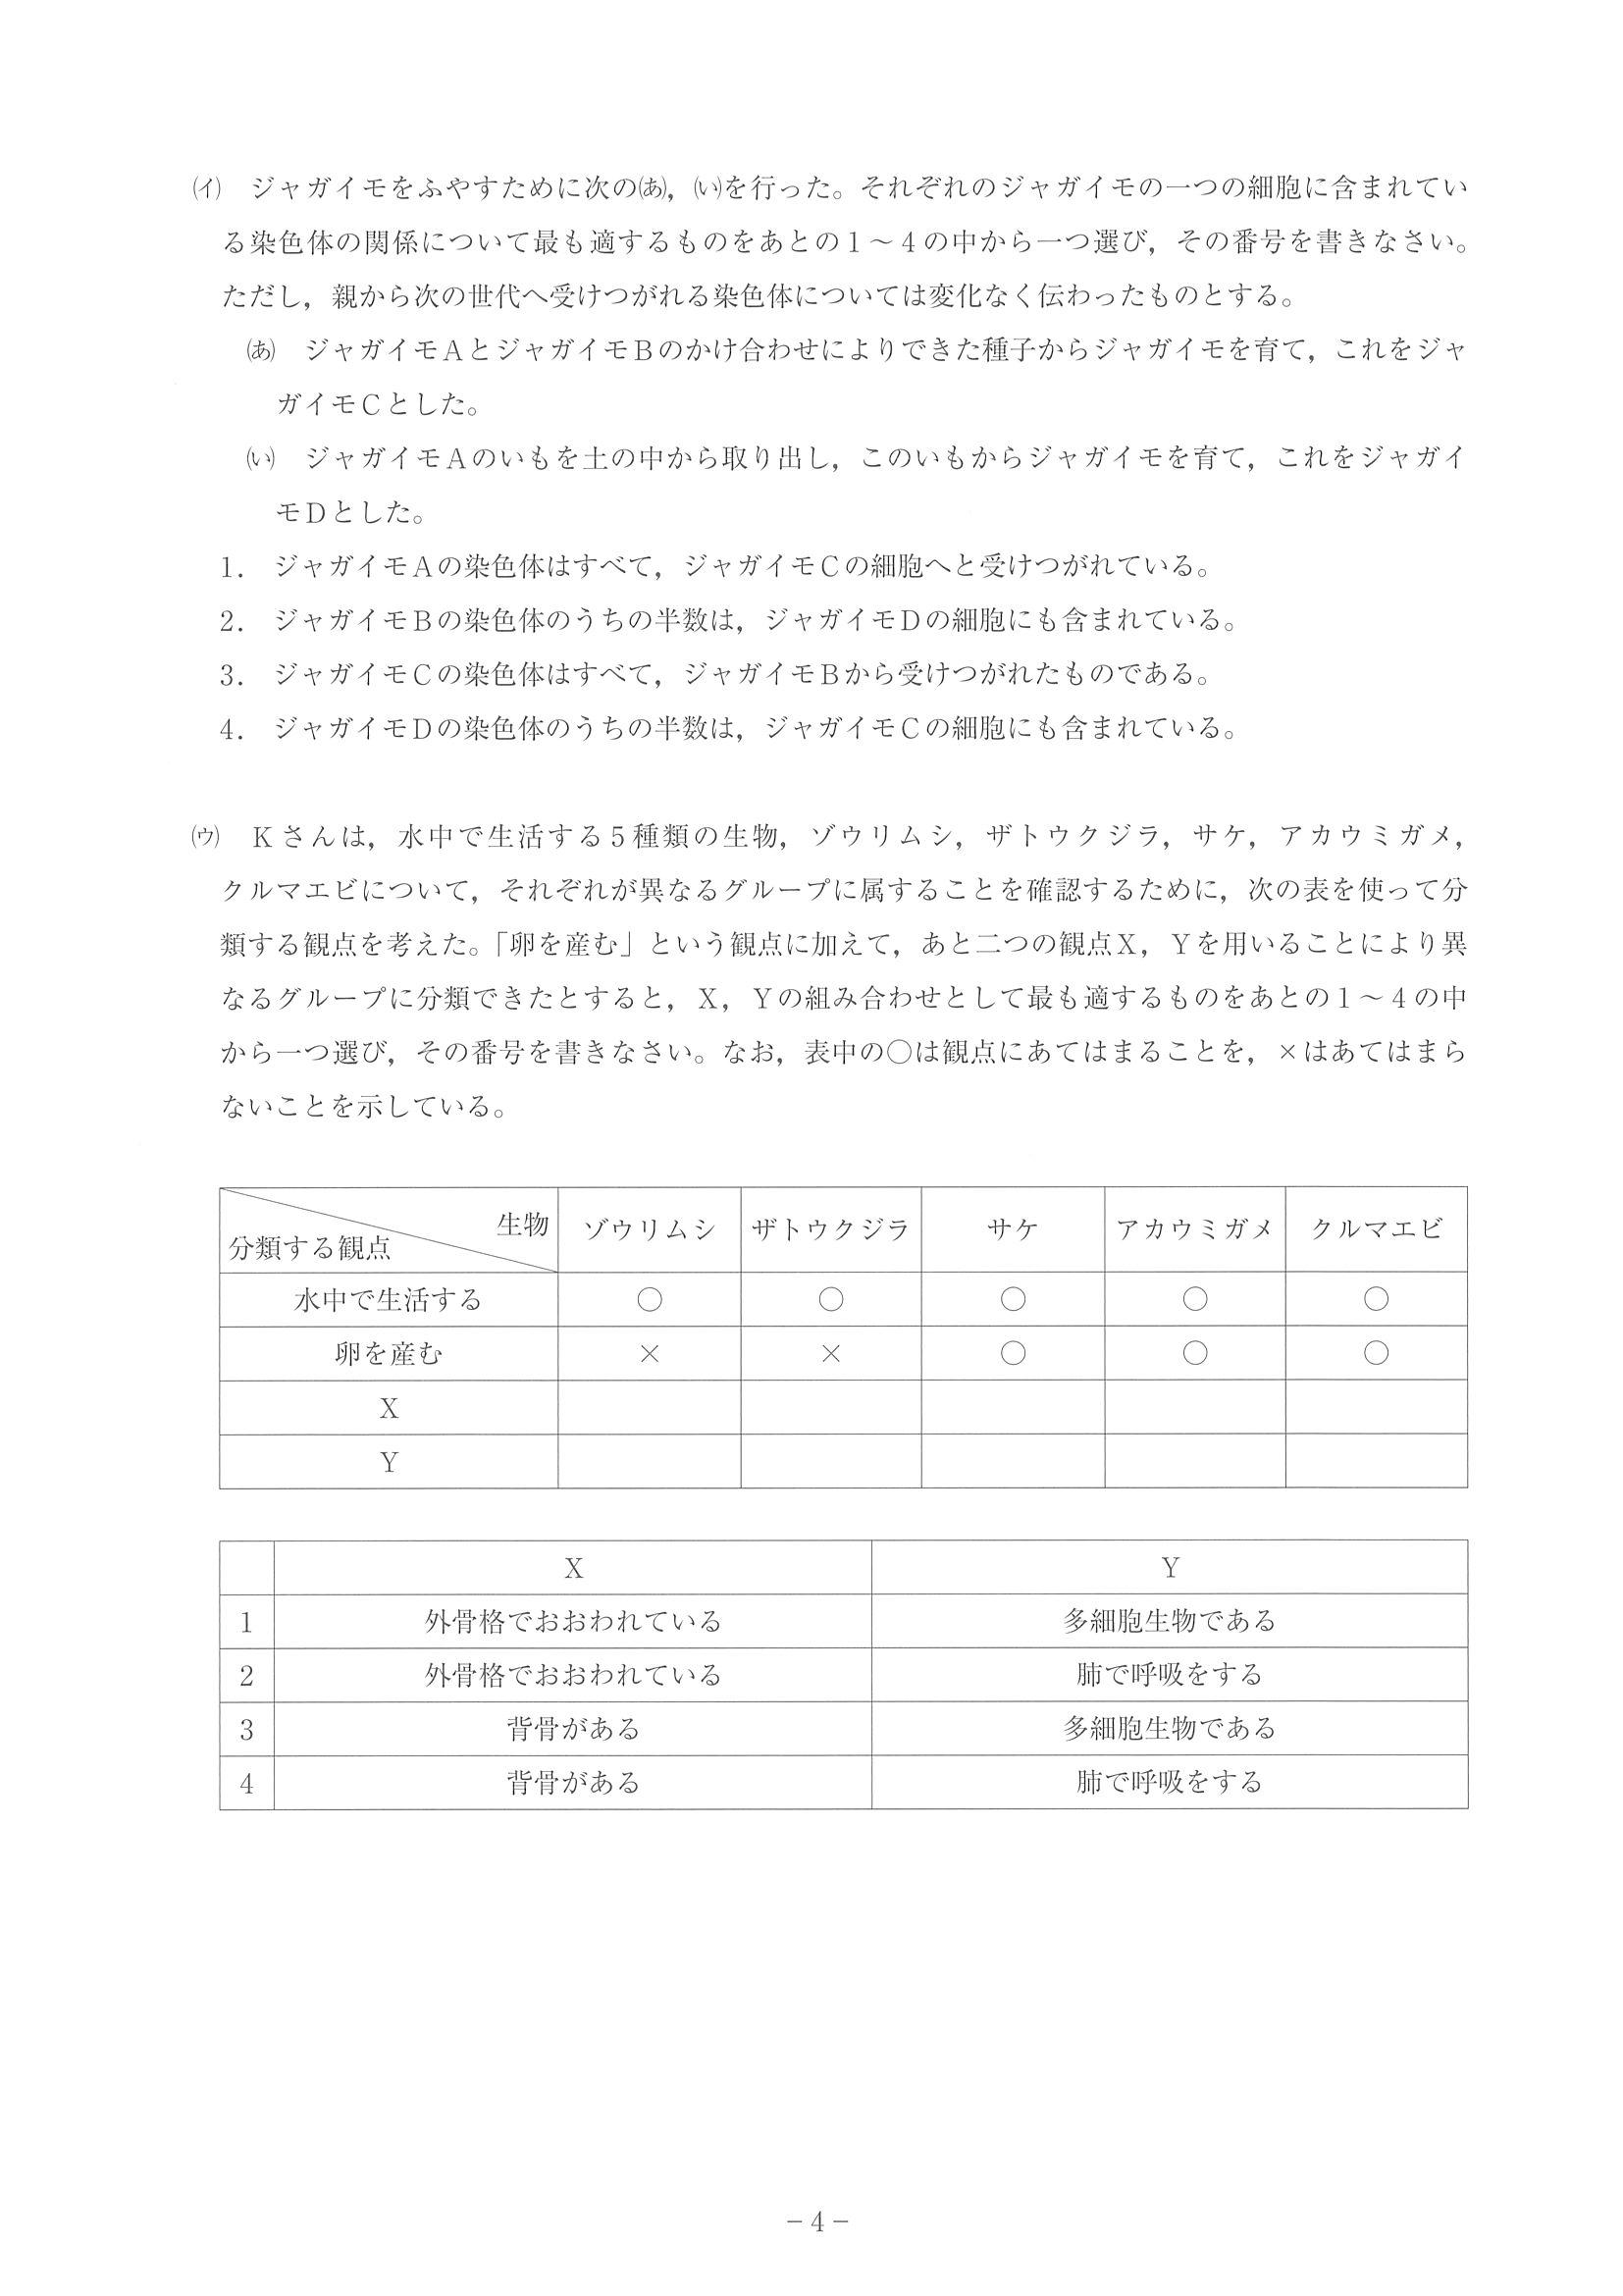 (イ) ジャガイモをふやすために次の(あ)，(い)を行った。それぞれのジャガイモの一つの細胞に含まれてい
る染色体の関係について最も適するものをあとの１～４の中から一つ選び，その番号を書きなさい。
ただし，親から次の世代へ受けつがれる染色体については変化なく伝わったものとする。
(あ) ジャガイモＡとジャガイモＢのかけ合わせによりできた種子からジャガイモを育て，これをジャ
ガイモＣとした。
(い) ジャガイモＡのいもを土の中から取り出し，このいもからジャガイモを育て，これをジャガイ
モＤとした。
1. ジャガイモＡの染色体はすべて，ジャガイモＣの細胞へと受けつがれている。
2. ジャガイモＢの染色体のうちの半数は，ジャガイモＤの細胞にも含まれている。
3. ジャガイモＣの染色体はすべて，ジャガイモＢから受けつがれたものである。
4. ジャガイモＤの染色体のうちの半数は，ジャガイモＣの細胞にも含まれている。
(ウ) Ｋさんは，水中で生活する５種類の生物，ゾウリムシ，ザトウクジラ，サケ，アカウミガメ，
クルマエビについて，それぞれが異なるグループに属することを確認するために，次の表を使って分
類する観点を考えた。「卵を産む」という観点に加えて，あと二つの観点Ｘ，Ｙを用いることにより異
なるグループに分類できたとすると，Ｘ，Ｙの組み合わせとして最も適するものをあとの１～４の中
から一つ選び，その番号を書きなさい。なお，表中の○は観点にあてはまることを，×はあてはまら
ないことを示している。
生物 分類する観点 ゾウリムシ ザトウクジラ サケ アカウミガメ クルマエビ
水中で生活する ○ ○ ○ ○ ○
卵を産む × × ○ ○ ○
X
Y
X Y
1 外骨格でおおわれている 多細胞生物である
2 外骨格でおおわれている 肺で呼吸をする
3 背骨がある 多細胞生物である
4 背骨がある 肺で呼吸をする
－4－